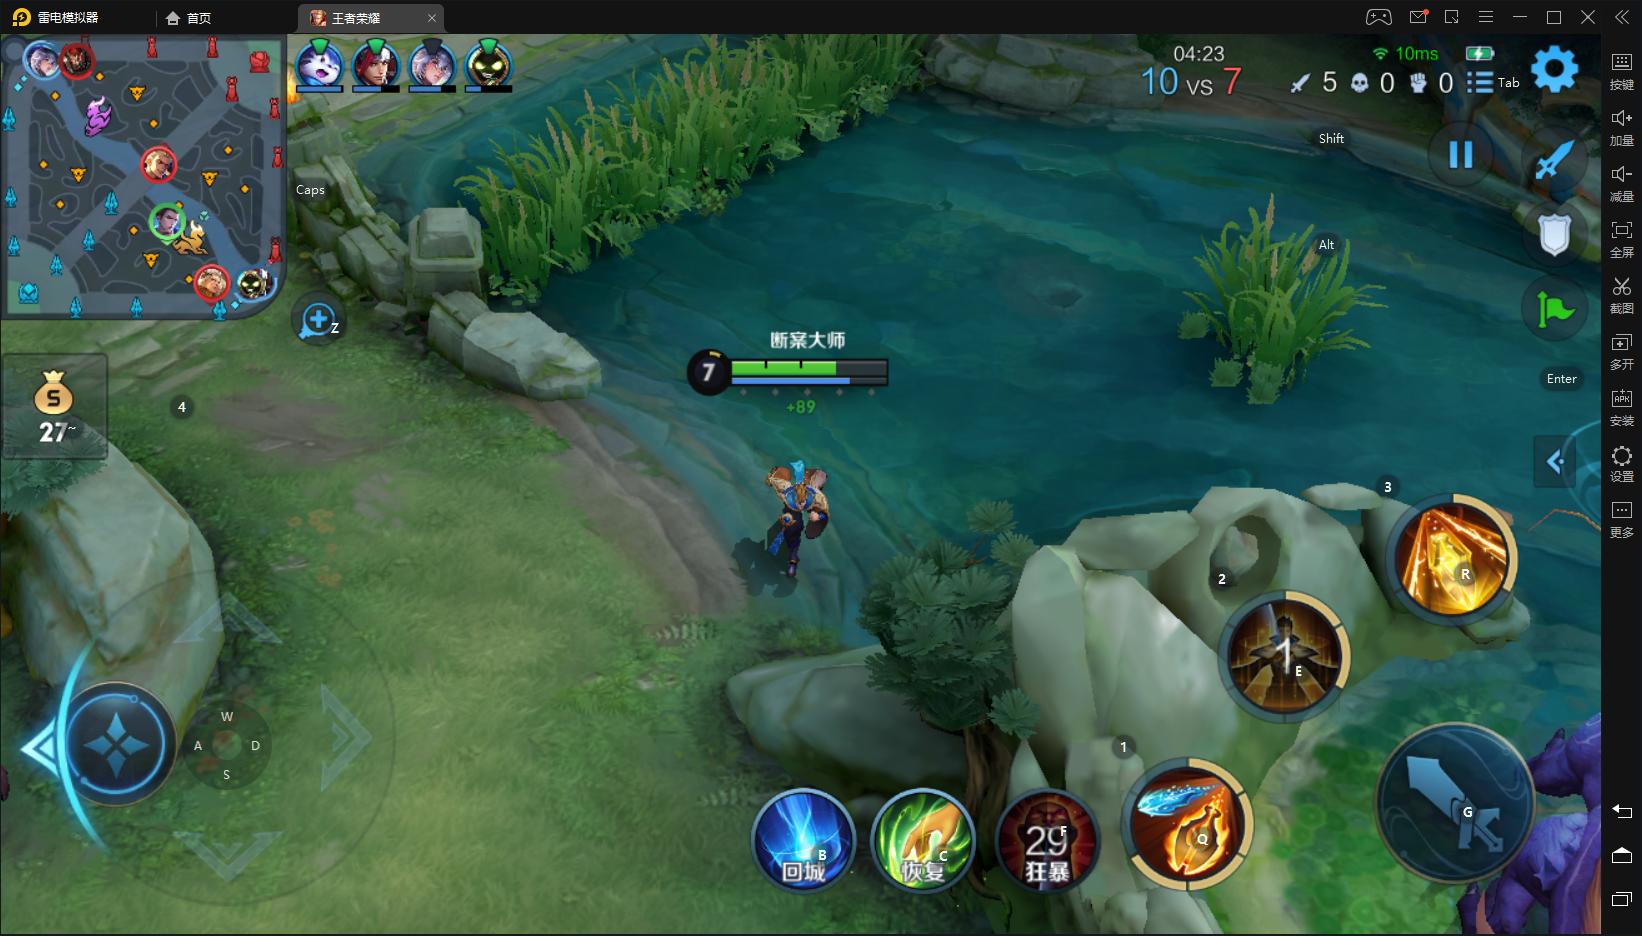 雷电模拟器
首页
王者荣耀
04:23
10ms
10 vs 7
5
0
0
Tab
Shift
Caps
Alt
Z
Enter
S
27~
4
断案大师
7
+89
3
R
2
1
E
1
Q
G
W
A
D
S
B
回城
C
恢复
29
F
狂暴
按键
加量
减量
全屏
截图
多开
APK
安装
设置
更多